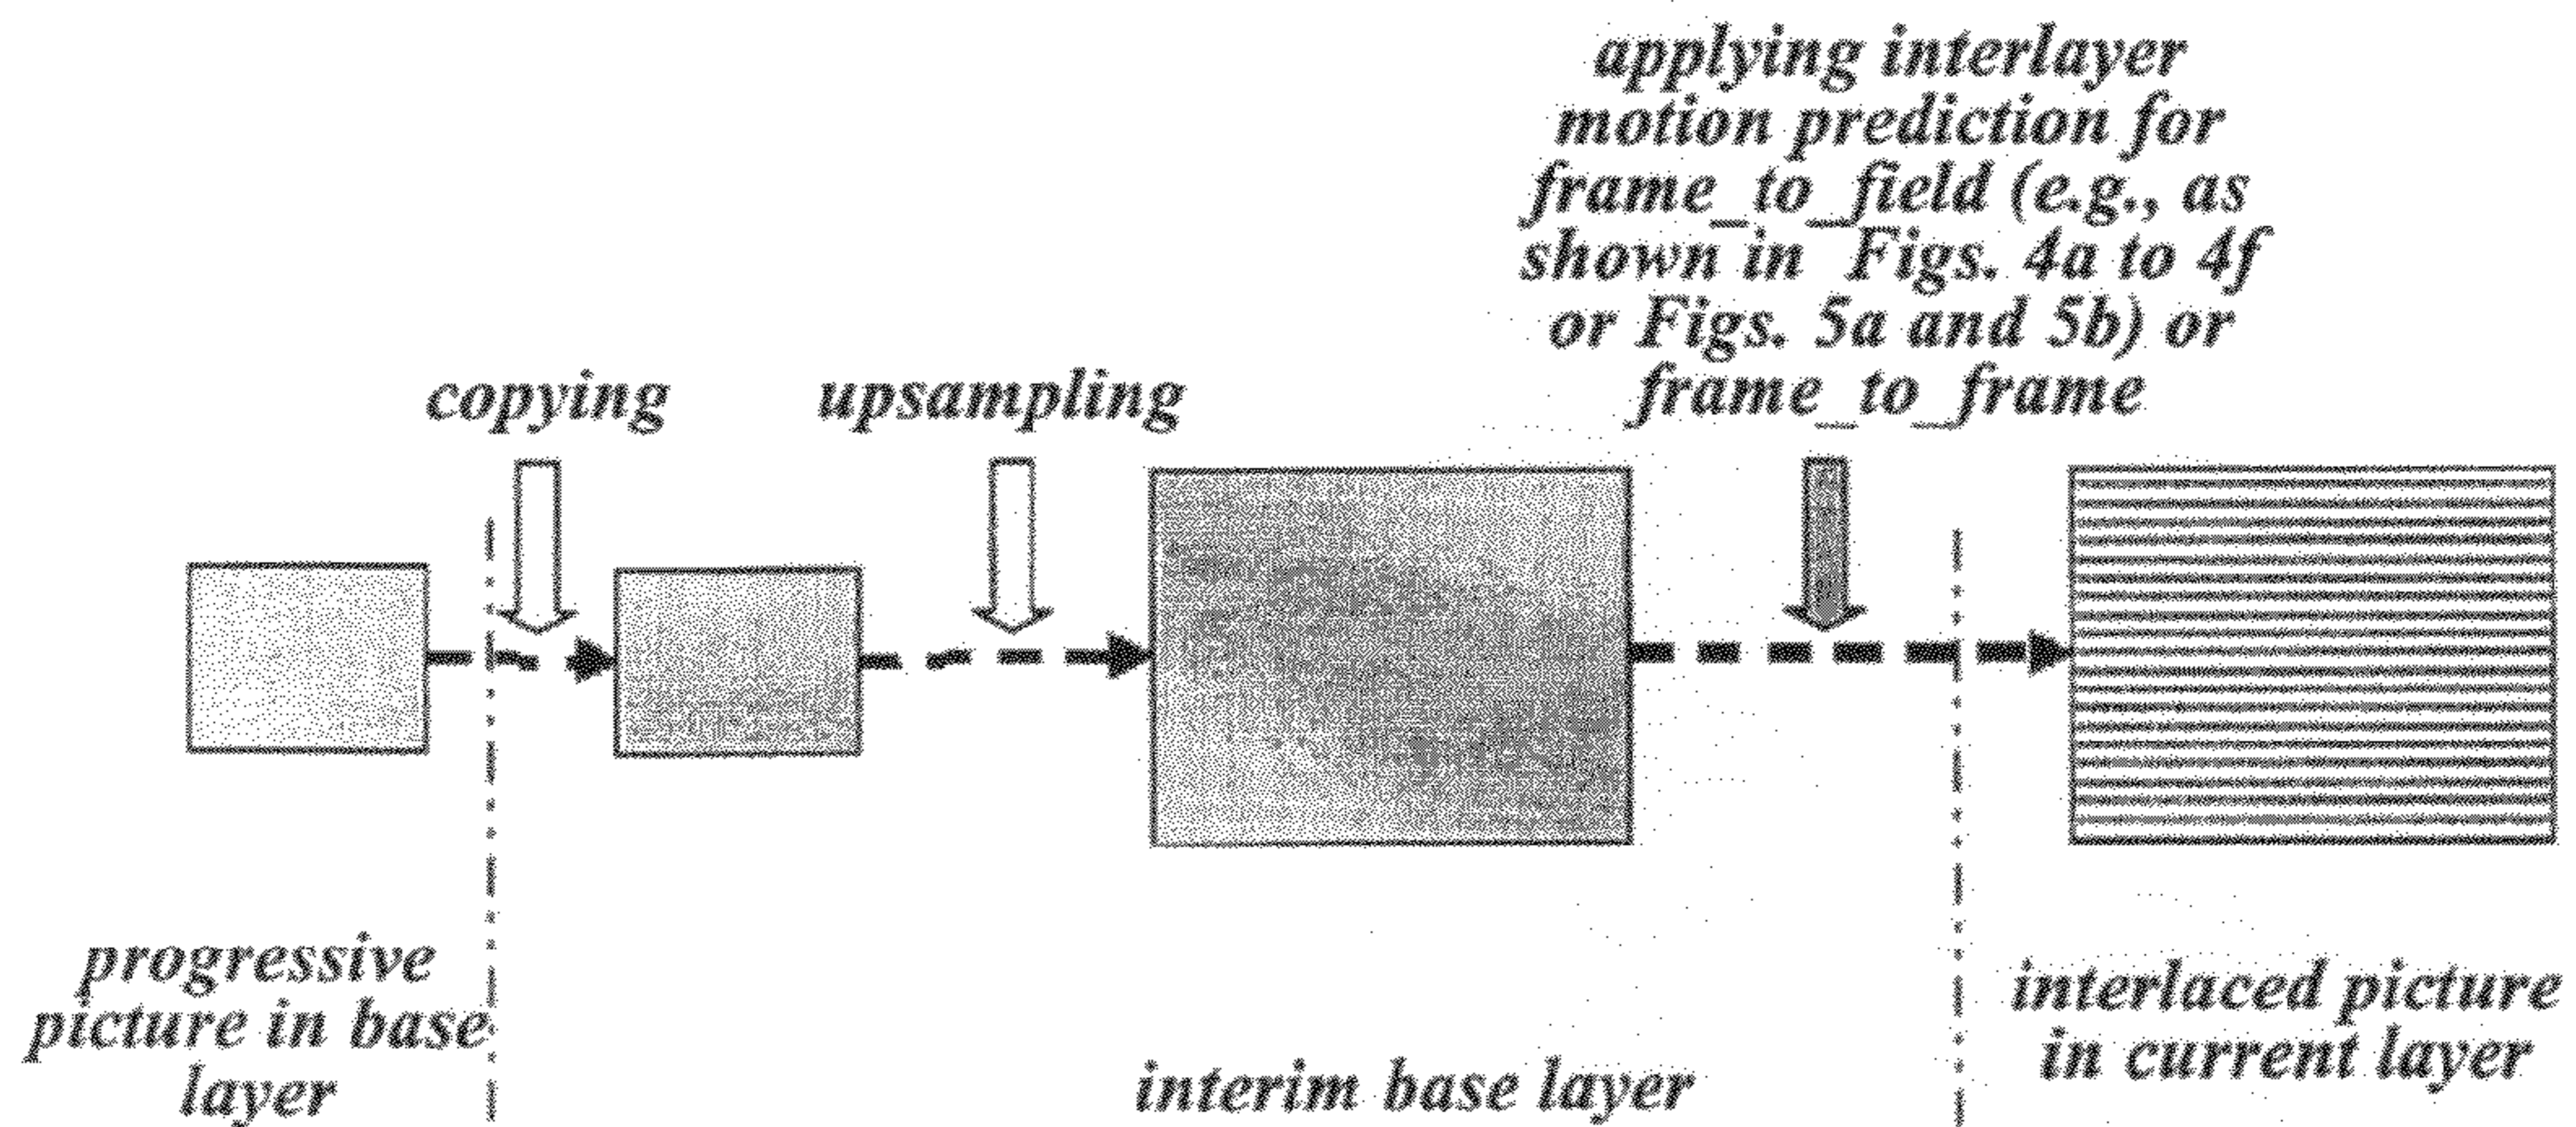 applying interlayer
motion prediction for
frame_to_field (e.g., as
shown in Figs. 4a to 4f
or Figs. 5a and 5b) or
frame_to_frame
copying
upsampling
progressive
picture in base
layer
interim base layer
interlaced picture
in current layer